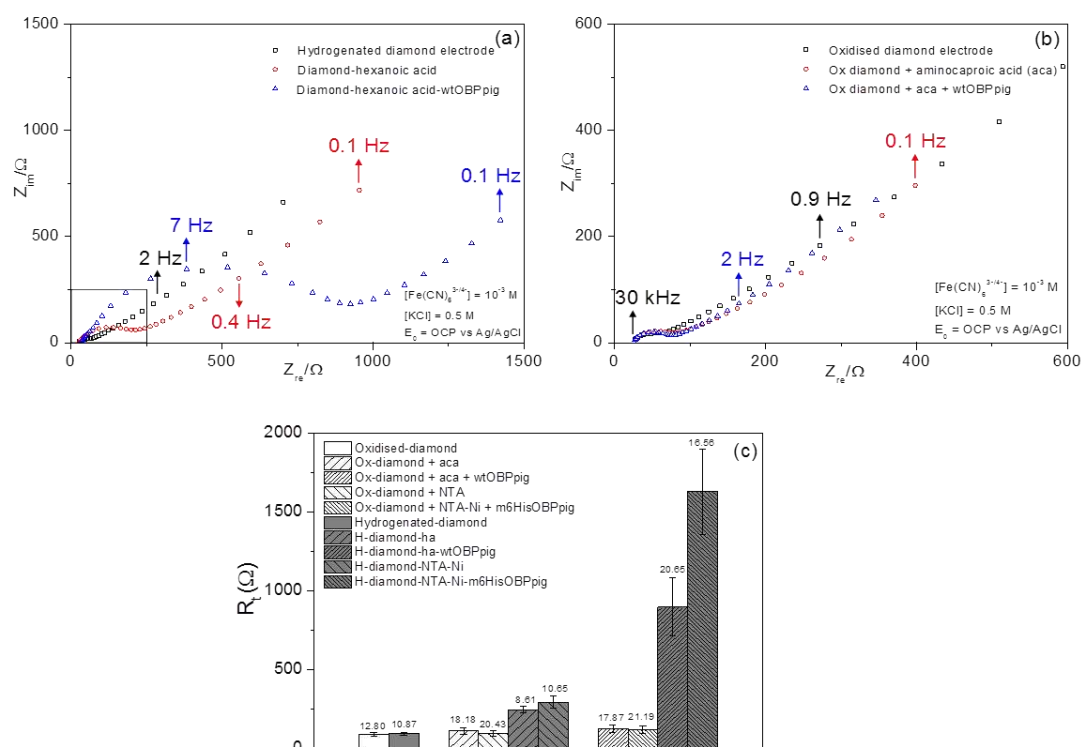 (a)
1500
1000
500
0
Z_im/Ω
Hydrogenated diamond electrode
Diamond-hexanoic acid
Diamond-hexanoic acid-wtOBPpig
0.1 Hz
0.1 Hz
7 Hz
2 Hz
0.4 Hz
[Fe(CN)₆³⁻/⁴⁻] = 10⁻³ M
[KCl] = 0.5 M
E₀ = OCP vs Ag/AgCl
0 500 1000 1500
Z_re/Ω
(b)
600
400
200
0
Z_im/Ω
Oxidised diamond electrode
Ox diamond + aminocaproic acid (aca)
Ox diamond + aca + wtOBPpig
0.1 Hz
0.9 Hz
2 Hz
30 kHz
[Fe(CN)₆³⁻/⁴⁻] = 10⁻³ M
[KCl] = 0.5 M
E₀ = OCP vs Ag/AgCl
0 200 400 600
Z_re/Ω
(c)
2000
1500
1000
500
0
R_t (Ω)
Oxidised-diamond
Ox-diamond + aca
Ox-diamond + aca + wtOBPpig
Ox-diamond + NTA
Ox-diamond + NTA-Ni + m6HisOBPpig
Hydrogenated-diamond
H-diamond-ha
H-diamond-ha-wtOBPpig
H-diamond-NTA-Ni
H-diamond-NTA-Ni-m6HisOBPpig
12.80 10.87
18.18 20.43 8.61 10.65
17.87 21.19 20.65 16.56